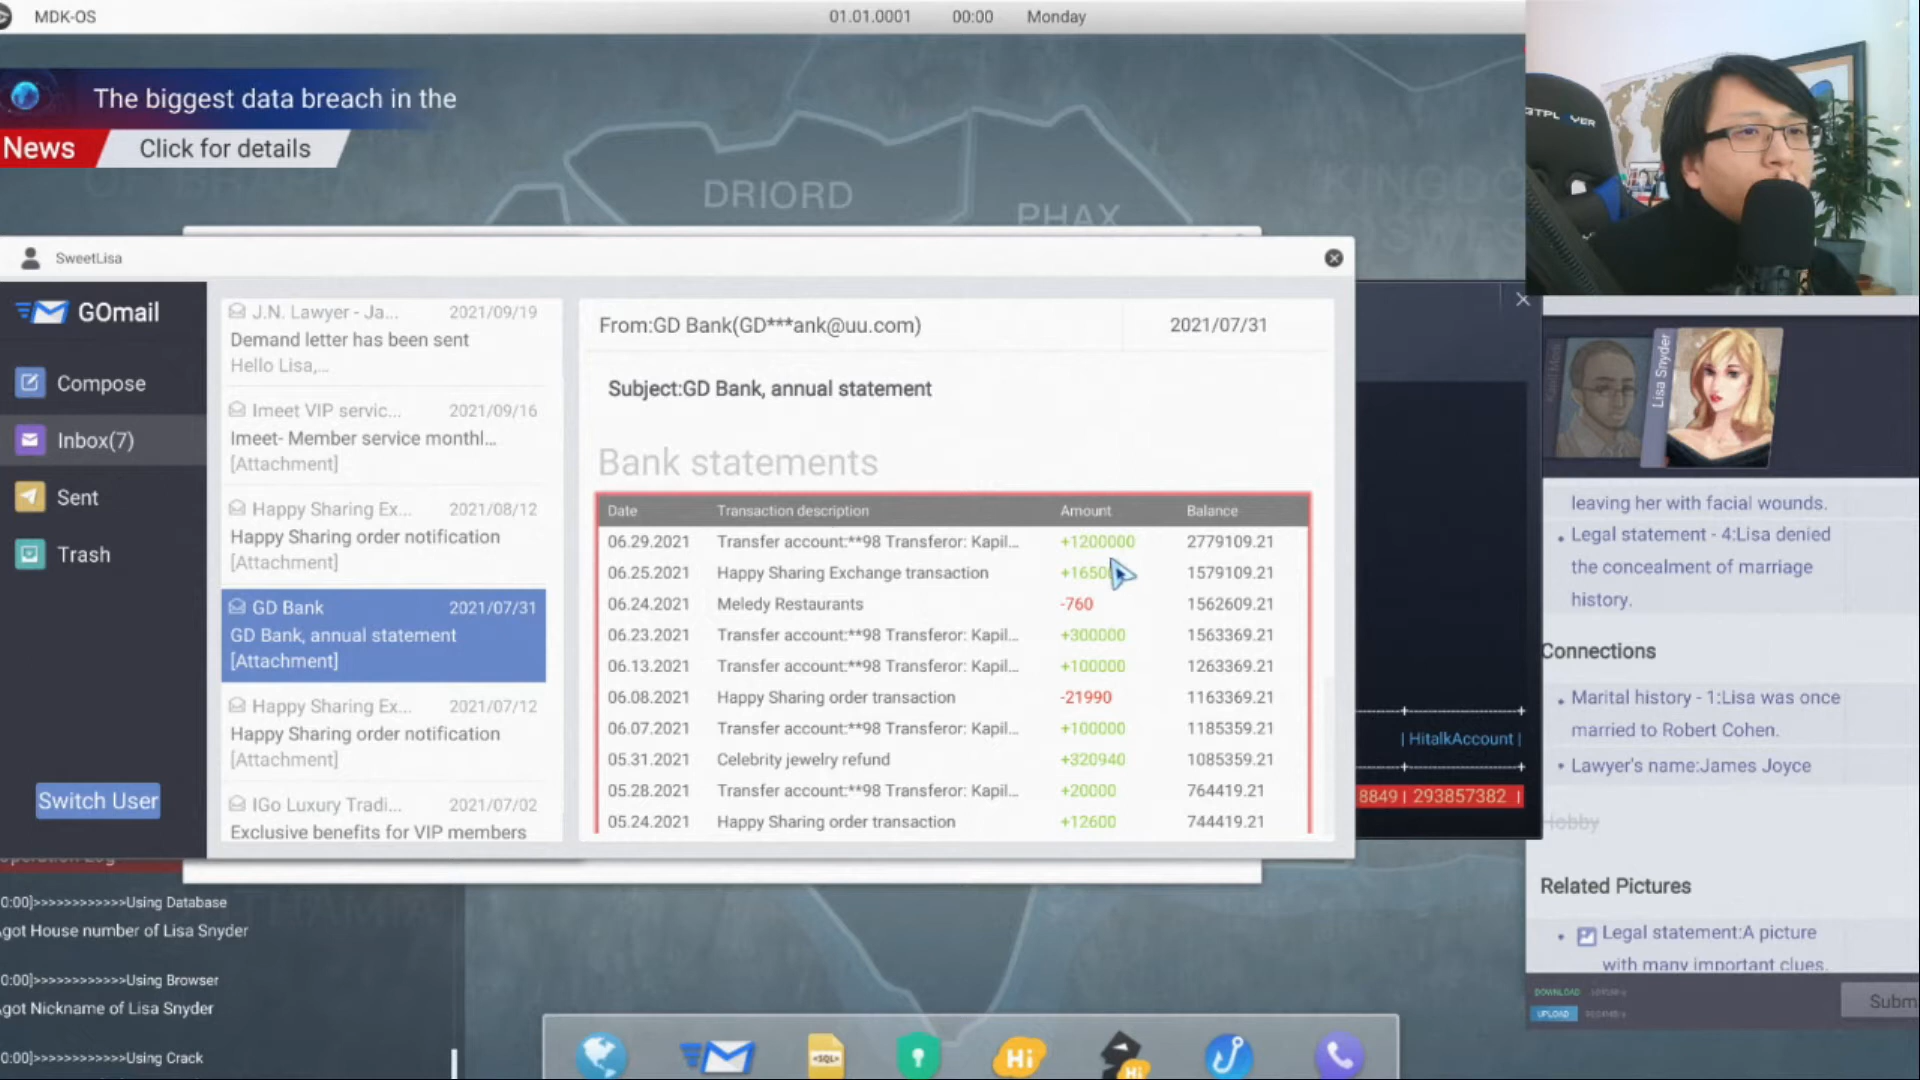 MDK-OS
01.01.0001 00:00 Monday
The biggest data breach in the
News Click for details
DRIORD
PHAX
GTPLAYER
SweetLisa
GOmail
Compose
Inbox(7)
Sent
Trash
Switch User
J.N. Lawyer - Ja... 2021/09/19
Demand letter has been sent
Hello Lisa,...
Imeet VIP servic... 2021/09/16
Imeet- Member service monthl...
[Attachment]
Happy Sharing Ex... 2021/08/12
Happy Sharing order notification
[Attachment]
GD Bank 2021/07/31
GD Bank, annual statement
[Attachment]
Happy Sharing Ex... 2021/07/12
Happy Sharing order notification
[Attachment]
IGo Luxury Tradi... 2021/07/02
Exclusive benefits for VIP members
From:GD Bank(GD***ank@uu.com) 2021/07/31
Subject:GD Bank, annual statement
Bank statements
Date Transaction description Amount Balance
06.29.2021 Transfer account:**98 Transferor: Kapil... +1200000 2779109.21
06.25.2021 Happy Sharing Exchange transaction 1579109.21
06.24.2021 Meledy Restaurants -760 1562609.21
06.23.2021 Transfer account:**98 Transferor: Kapil... +300000 1563369.21
06.13.2021 Transfer account:**98 Transferor: Kapil... +100000 1263369.21
06.08.2021 Happy Sharing order transaction -21990 1163369.21
06.07.2021 Transfer account:**98 Transferor: Kapil... +100000 1185359.21
05.31.2021 Celebrity jewelry refund +320940 1085359.21
05.28.2021 Transfer account:**98 Transferor: Kapil... +20000 764419.21
05.24.2021 Happy Sharing order transaction +12600 744419.21
| HitalkAccount |
8849 | 293857382 |
Lisa Snyder
leaving her with facial wounds.
Legal statement - 4:Lisa denied
the concealment of marriage
history.
Connections
Marital history - 1:Lisa was once
married to Robert Cohen.
Lawyer's name:James Joyce
Hobby
Related Pictures
Legal statement:A picture
with many important clues.
DOWNLOAD
UPLOAD
Subm
0:00]>>>>>>>>>>>>Using Database
got House number of Lisa Snyder
0:00]>>>>>>>>>>>>Using Browser
got Nickname of Lisa Snyder
0:00]>>>>>>>>>>>>Using Crack
<SQL>
Hi
Hi